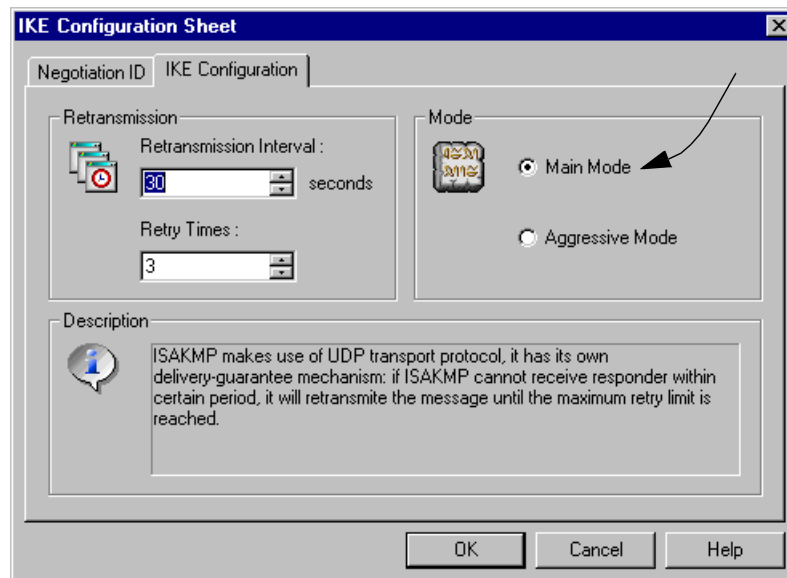 IKE Configuration Sheet
Negotiation ID
IKE Configuration
Retransmission
Retransmission Interval :
30
seconds
Retry Times :
3
Mode
Main Mode
Aggressive Mode
Description
ISAKMP makes use of UDP transport protocol, it has its own
delivery-guarantee mechanism: if ISAKMP cannot receive responder within
certain period, it will retransmite the message until the maximum retry limit is
reached.
OK
Cancel
Help